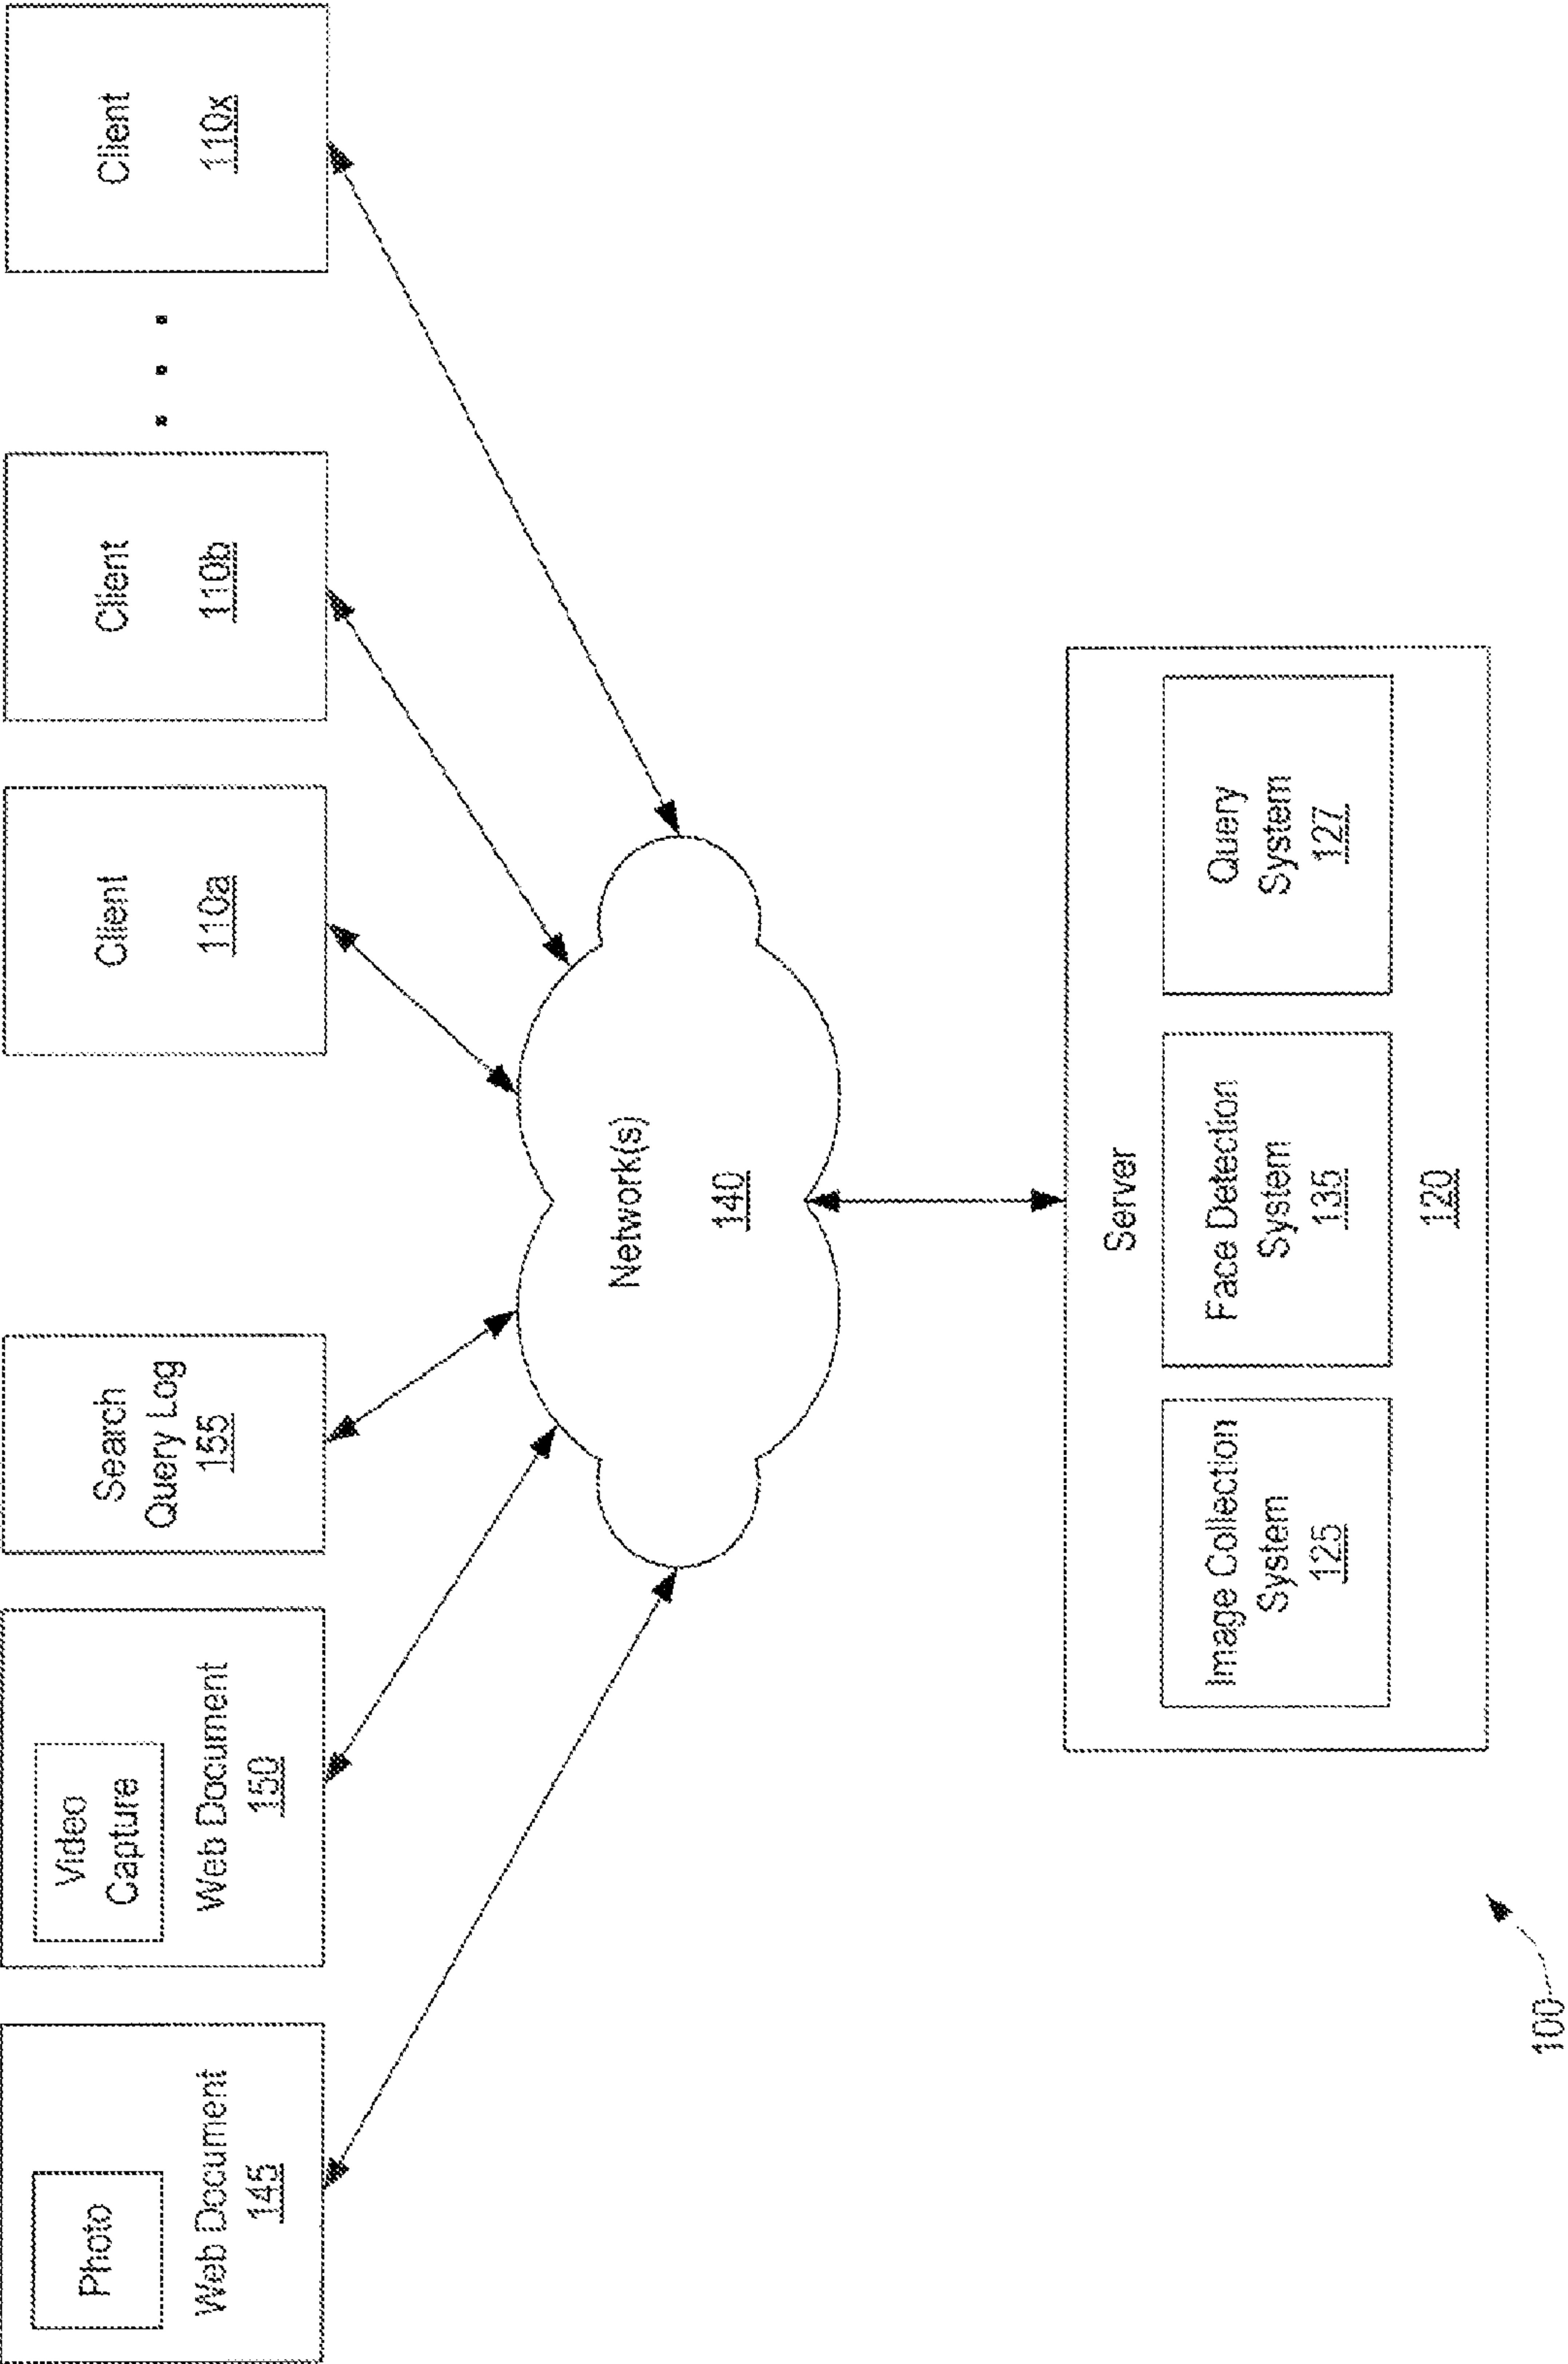 Photo
Web Document
145
Video
Capture
Web Document
150
Search
Query Log
155
Client
110a
Client
110b
. . .
Client
110x
Network(s)
140
Server
Image Collection
System
125
Face Detection
System
135
Query
System
127
120
100